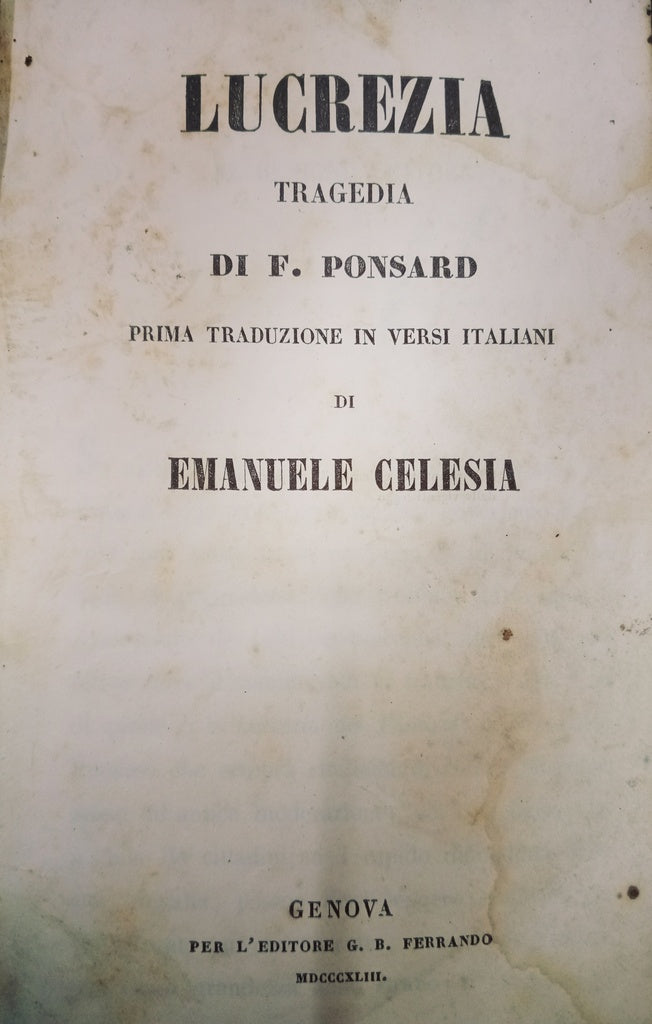 LUCREZIA
TRAGEDIA
DI F. PONSARD
PRIMA TRADUZIONE IN VERSI ITALIANI
DI
EMANUELE CELESIA
GENOVA
PER L'EDITORE G. B. FERRANDO
MDCCCXLIII.